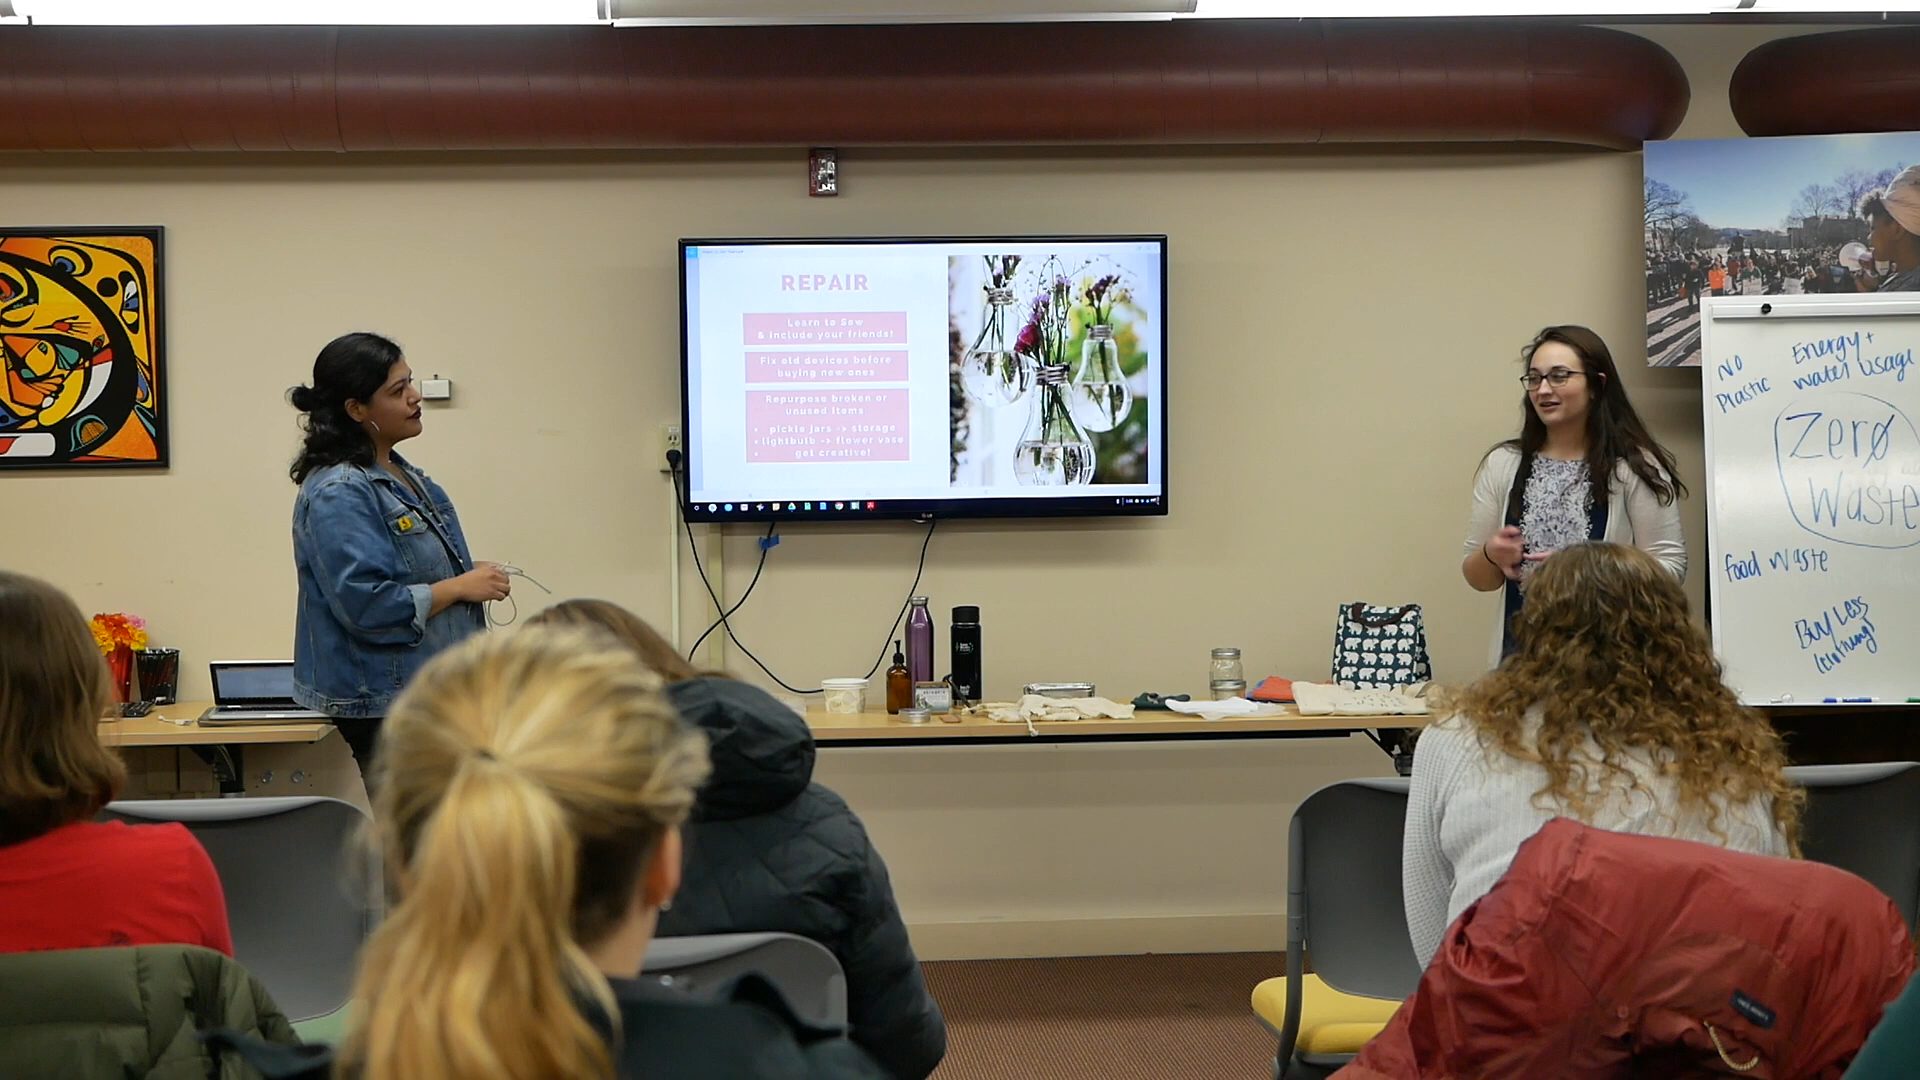 REPAIR
Learn to Sew
& include your friends!
Fix old devices before
buying new ones
Repurpose broken or
unused items:
• pickle jars -> storage
• lightbulb -> flower vase
• get creative!
No
Plastic
Energy +
Water Usage
Zero
Waste
food waste
Buy Less
(clothing)